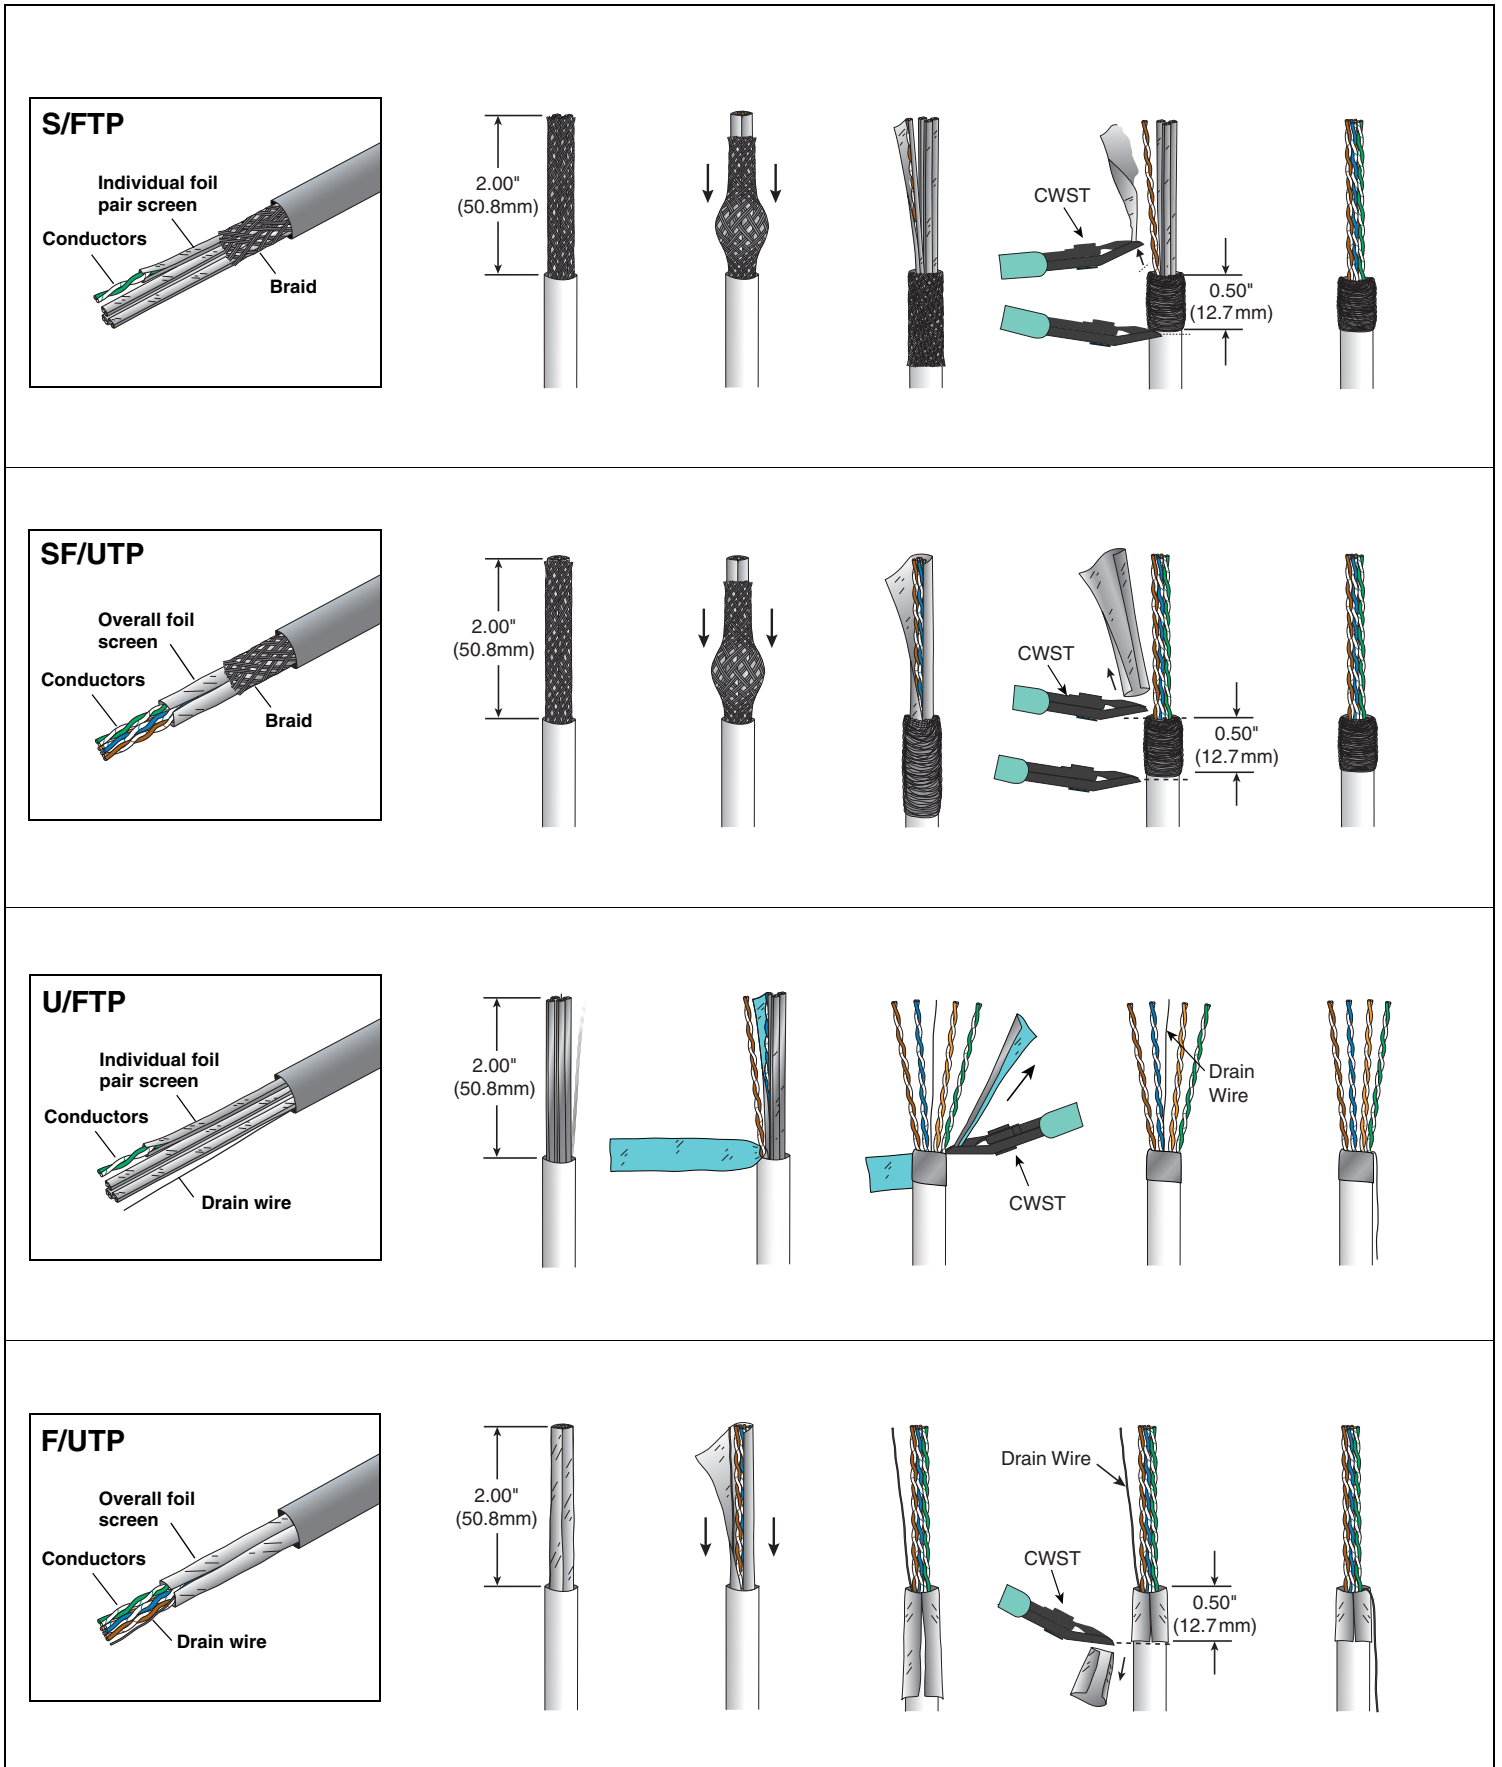 S/FTP
Individual foil
pair screen
Conductors
Braid
2.00"
(50.8mm)
CWST
0.50"
(12.7mm)
SF/UTP
Overall foil
screen
Conductors
Braid
2.00"
(50.8mm)
CWST
0.50"
(12.7mm)
U/FTP
Individual foil
pair screen
Conductors
Drain wire
2.00"
(50.8mm)
CWST
Drain
Wire
F/UTP
Overall foil
screen
Conductors
Drain wire
2.00"
(50.8mm)
Drain Wire
CWST
0.50"
(12.7mm)